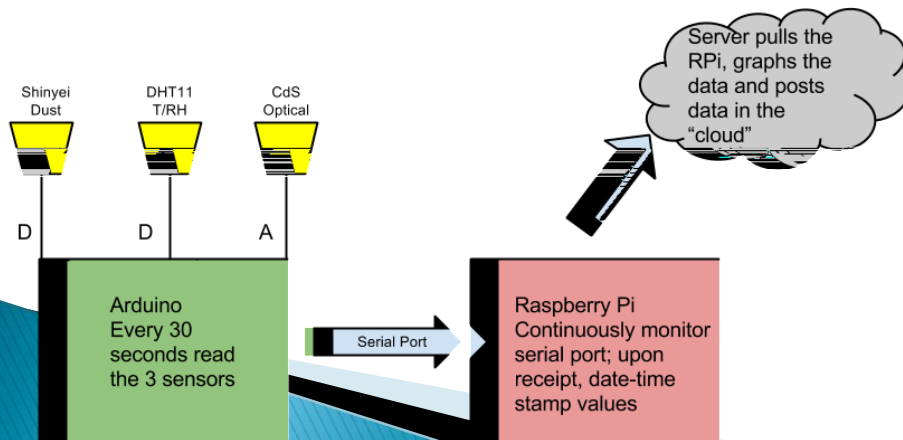 Shinyei
Dust
DHT11
T/RH
CdS
Optical
D
D
A
Arduino
Every 30
seconds read
the 3 sensors
Serial Port
Raspberry Pi
Continuously monitor
serial port; upon
receipt, date-time
stamp values
Server pulls the
RPi, graphs the
data and posts
data in the
“cloud”